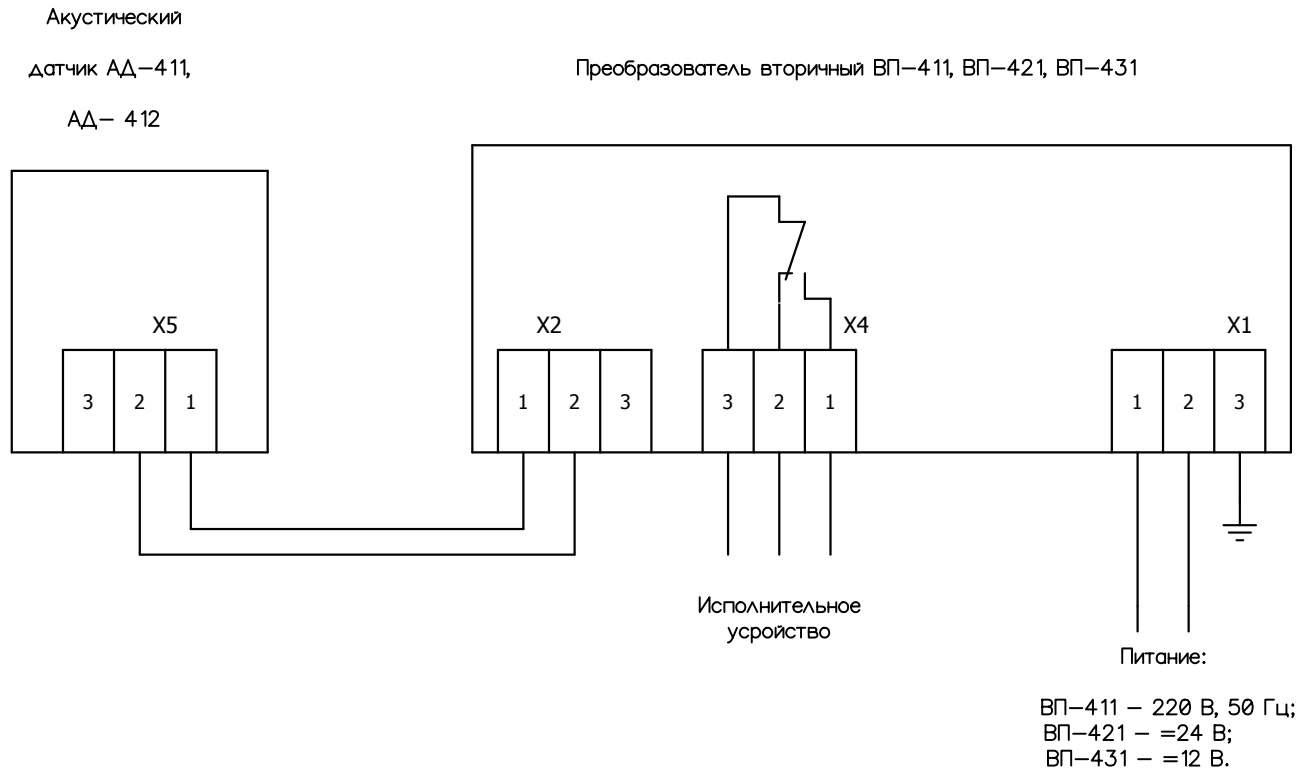 Акустический
датчик АД-411,
АД- 412
Преобразователь вторичный ВП-411, ВП-421, ВП-431
X5
X2
X4
X1
3 2 1
1 2 3
3 2 1
1 2 3
Исполнительное
усройство
Питание:
ВП-411 - 220 В, 50 Гц;
ВП-421 - =24 В;
ВП-431 - =12 В.